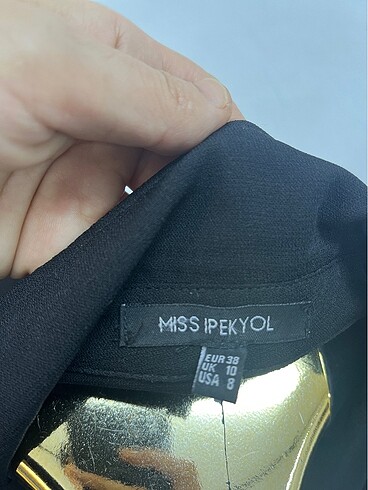 MISS IPEKYOL
EUR 38
UK 10
USA 8